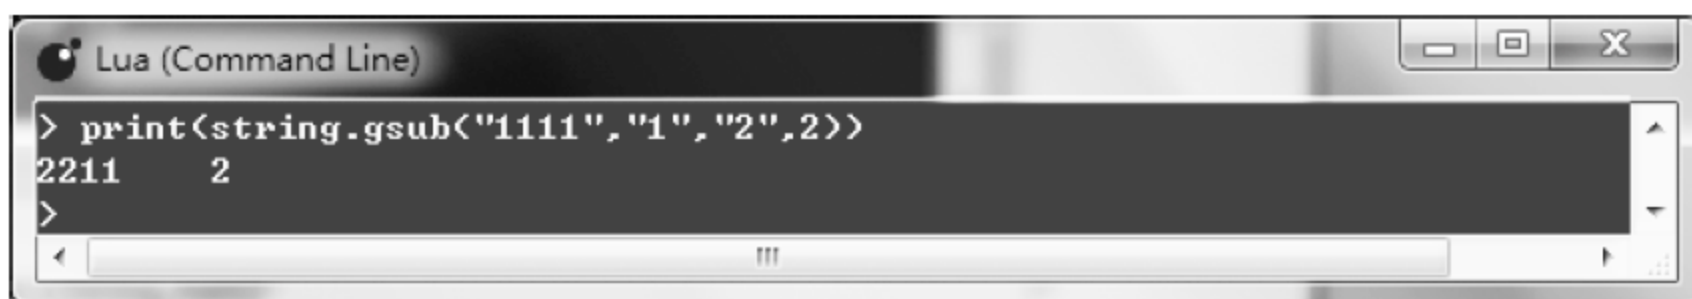 Lua (Command Line)
> print(string.gsub("1111","1","2",2))
2211    2
>